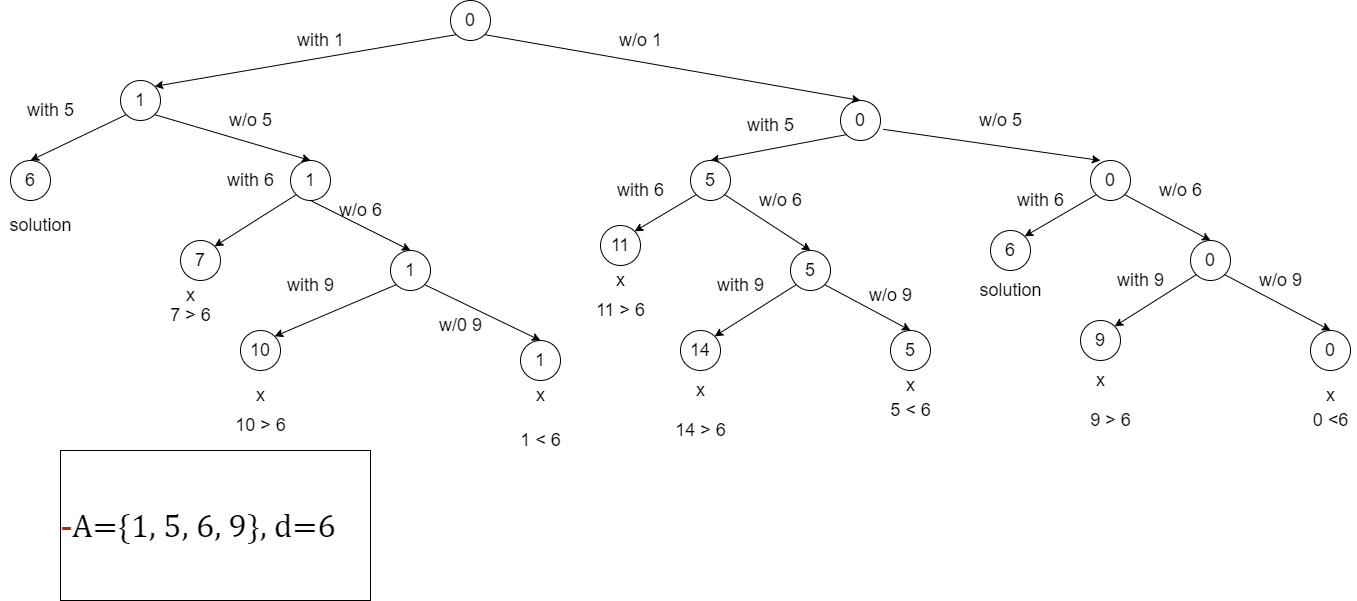 0
with 1
w/o 1
1
0
with 5
w/o 5
with 5
w/o 5
6
1
5
0
solution
with 6
w/o 6
with 6
w/o 6
with 6
w/o 6
7
1
11
5
6
0
x
7 > 6
x
11 > 6
solution
with 9
w/0 9
with 9
w/o 9
with 9
w/o 9
10
1
14
5
9
0
x
10 > 6
x
1 < 6
x
14 > 6
x
5 < 6
x
9 > 6
x
0 <6
-A={1, 5, 6, 9}, d=6